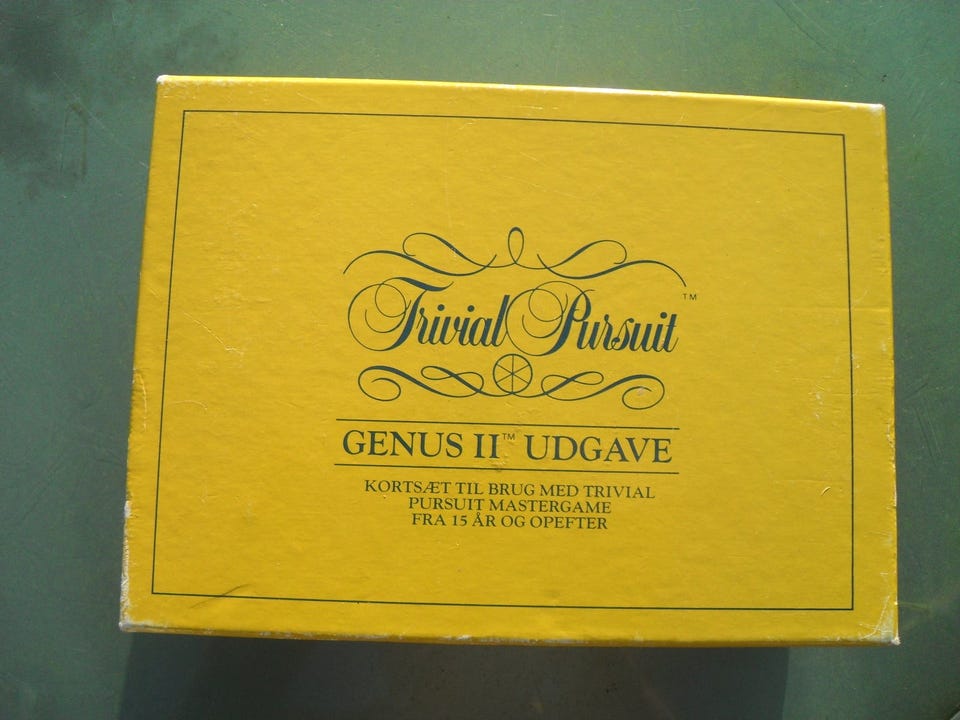 Trivial Pursuit™
GENUS II™ UDGAVE
KORTSÆT TIL BRUG MED TRIVIAL
PURSUIT MASTERGAME
FRA 15 ÅR OG OPEFTER